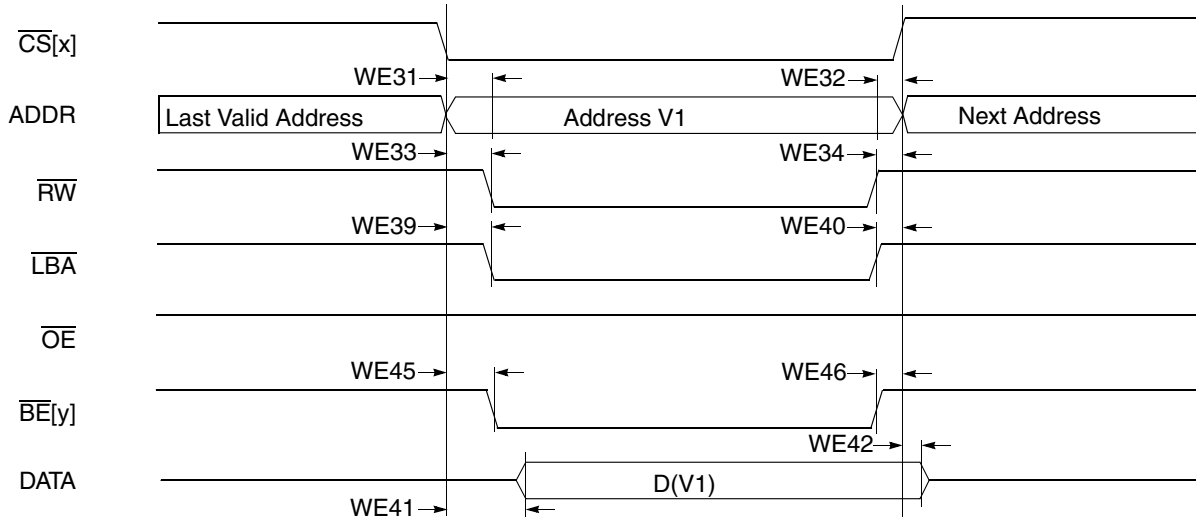 CS[x]
WE31
WE32
ADDR
Last Valid Address
Address V1
Next Address
WE33
WE34
RW
WE39
WE40
LBA
OE
WE45
WE46
BE[y]
WE42
DATA
D(V1)
WE41